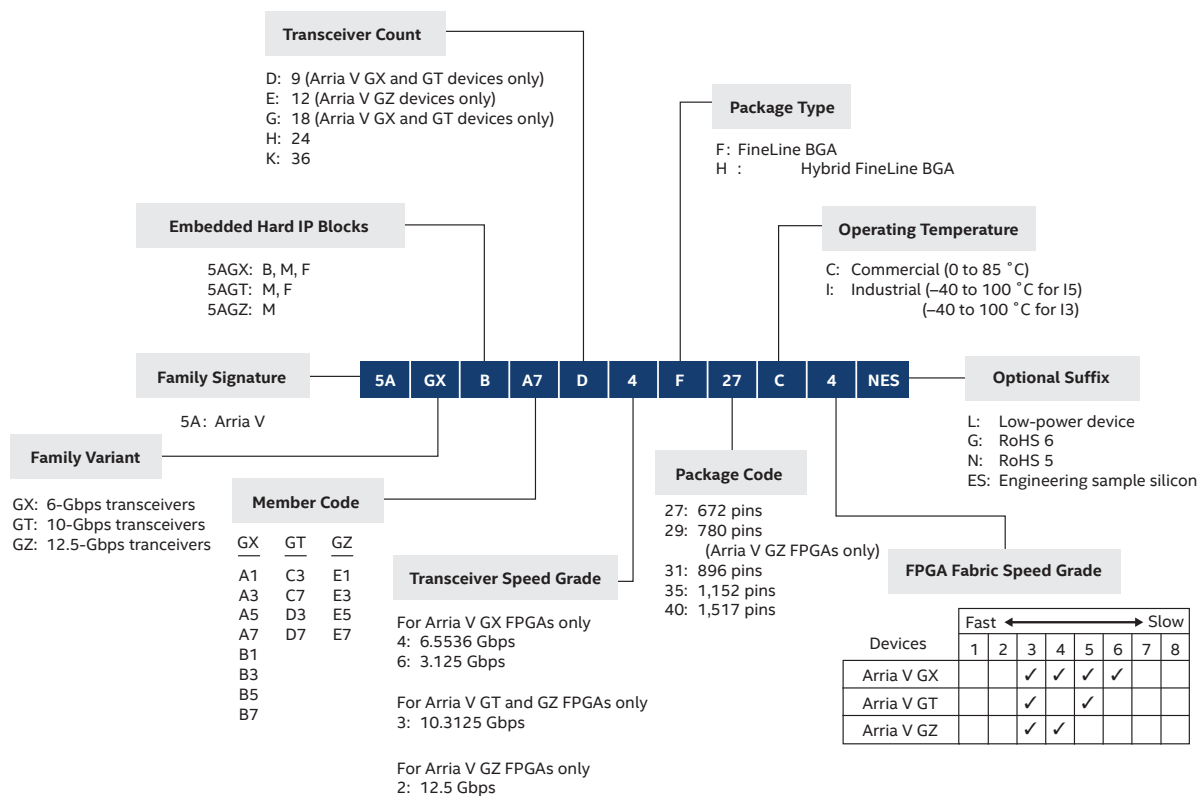 Transceiver Count
D: 9 (Arria V GX and GT devices only)
E: 12 (Arria V GZ devices only)
G: 18 (Arria V GX and GT devices only)
H: 24
K: 36
Package Type
F: FineLine BGA
H : Hybrid FineLine BGA
Embedded Hard IP Blocks
5AGX: B, M, F
5AGT: M, F
5AGZ: M
Operating Temperature
C: Commercial (0 to 85 ˚C)
I: Industrial (–40 to 100 ˚C for I5)
(–40 to 100 ˚C for I3)
Family Signature
5A: Arria V
5A GX B A7 D 4 F 27 C 4 NES
Optional Suffix
L: Low-power device
G: RoHS 6
N: RoHS 5
ES: Engineering sample silicon
Family Variant
GX: 6-Gbps transceivers
GT: 10-Gbps transceivers
GZ: 12.5-Gbps tranceivers
Member Code
GX GT GZ
A1 C3 E1
A3 C7 E3
A5 D3 E5
A7 D7 E7
B1
B3
B5
B7
Transceiver Speed Grade
For Arria V GX FPGAs only
4: 6.5536 Gbps
6: 3.125 Gbps
For Arria V GT and GZ FPGAs only
3: 10.3125 Gbps
For Arria V GZ FPGAs only
2: 12.5 Gbps
Package Code
27: 672 pins
29: 780 pins
(Arria V GZ FPGAs only)
31: 896 pins
35: 1,152 pins
40: 1,517 pins
FPGA Fabric Speed Grade
Fast Slow
Devices 1 2 3 4 5 6 7 8
Arria V GX ✓ ✓ ✓ ✓
Arria V GT ✓ ✓
Arria V GZ ✓ ✓